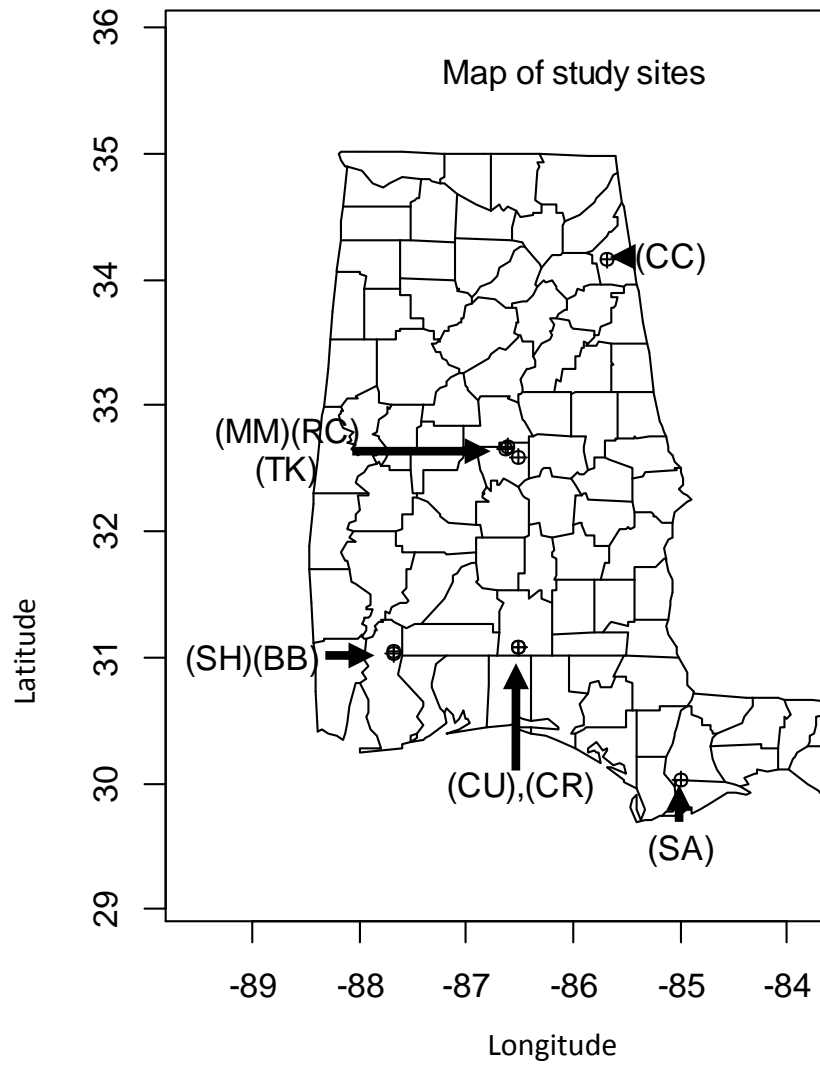 Map of study sites
36
35
34
33
32
31
30
29
Latitude
(CC)
(MM)(RC)
(TK)
(SH)(BB)
(CU),(CR)
(SA)
-89 -88 -87 -86 -85 -84
Longitude